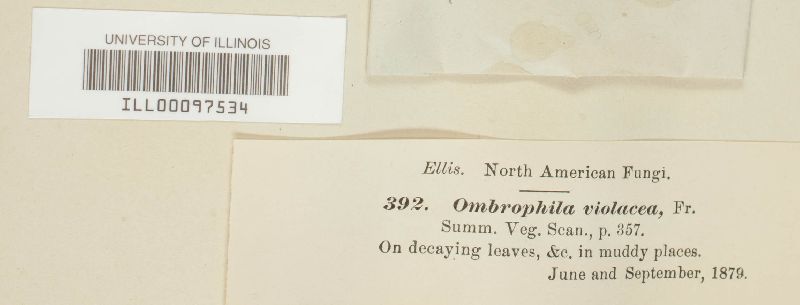 UNIVERSITY OF ILLINOIS
ILL00097534
Ellis. North American Fungi.
392. Ombrophila violacea, Fr.
Summ. Veg. Scan., p. 357.
On decaying leaves, &c. in muddy places.
June and September, 1879.